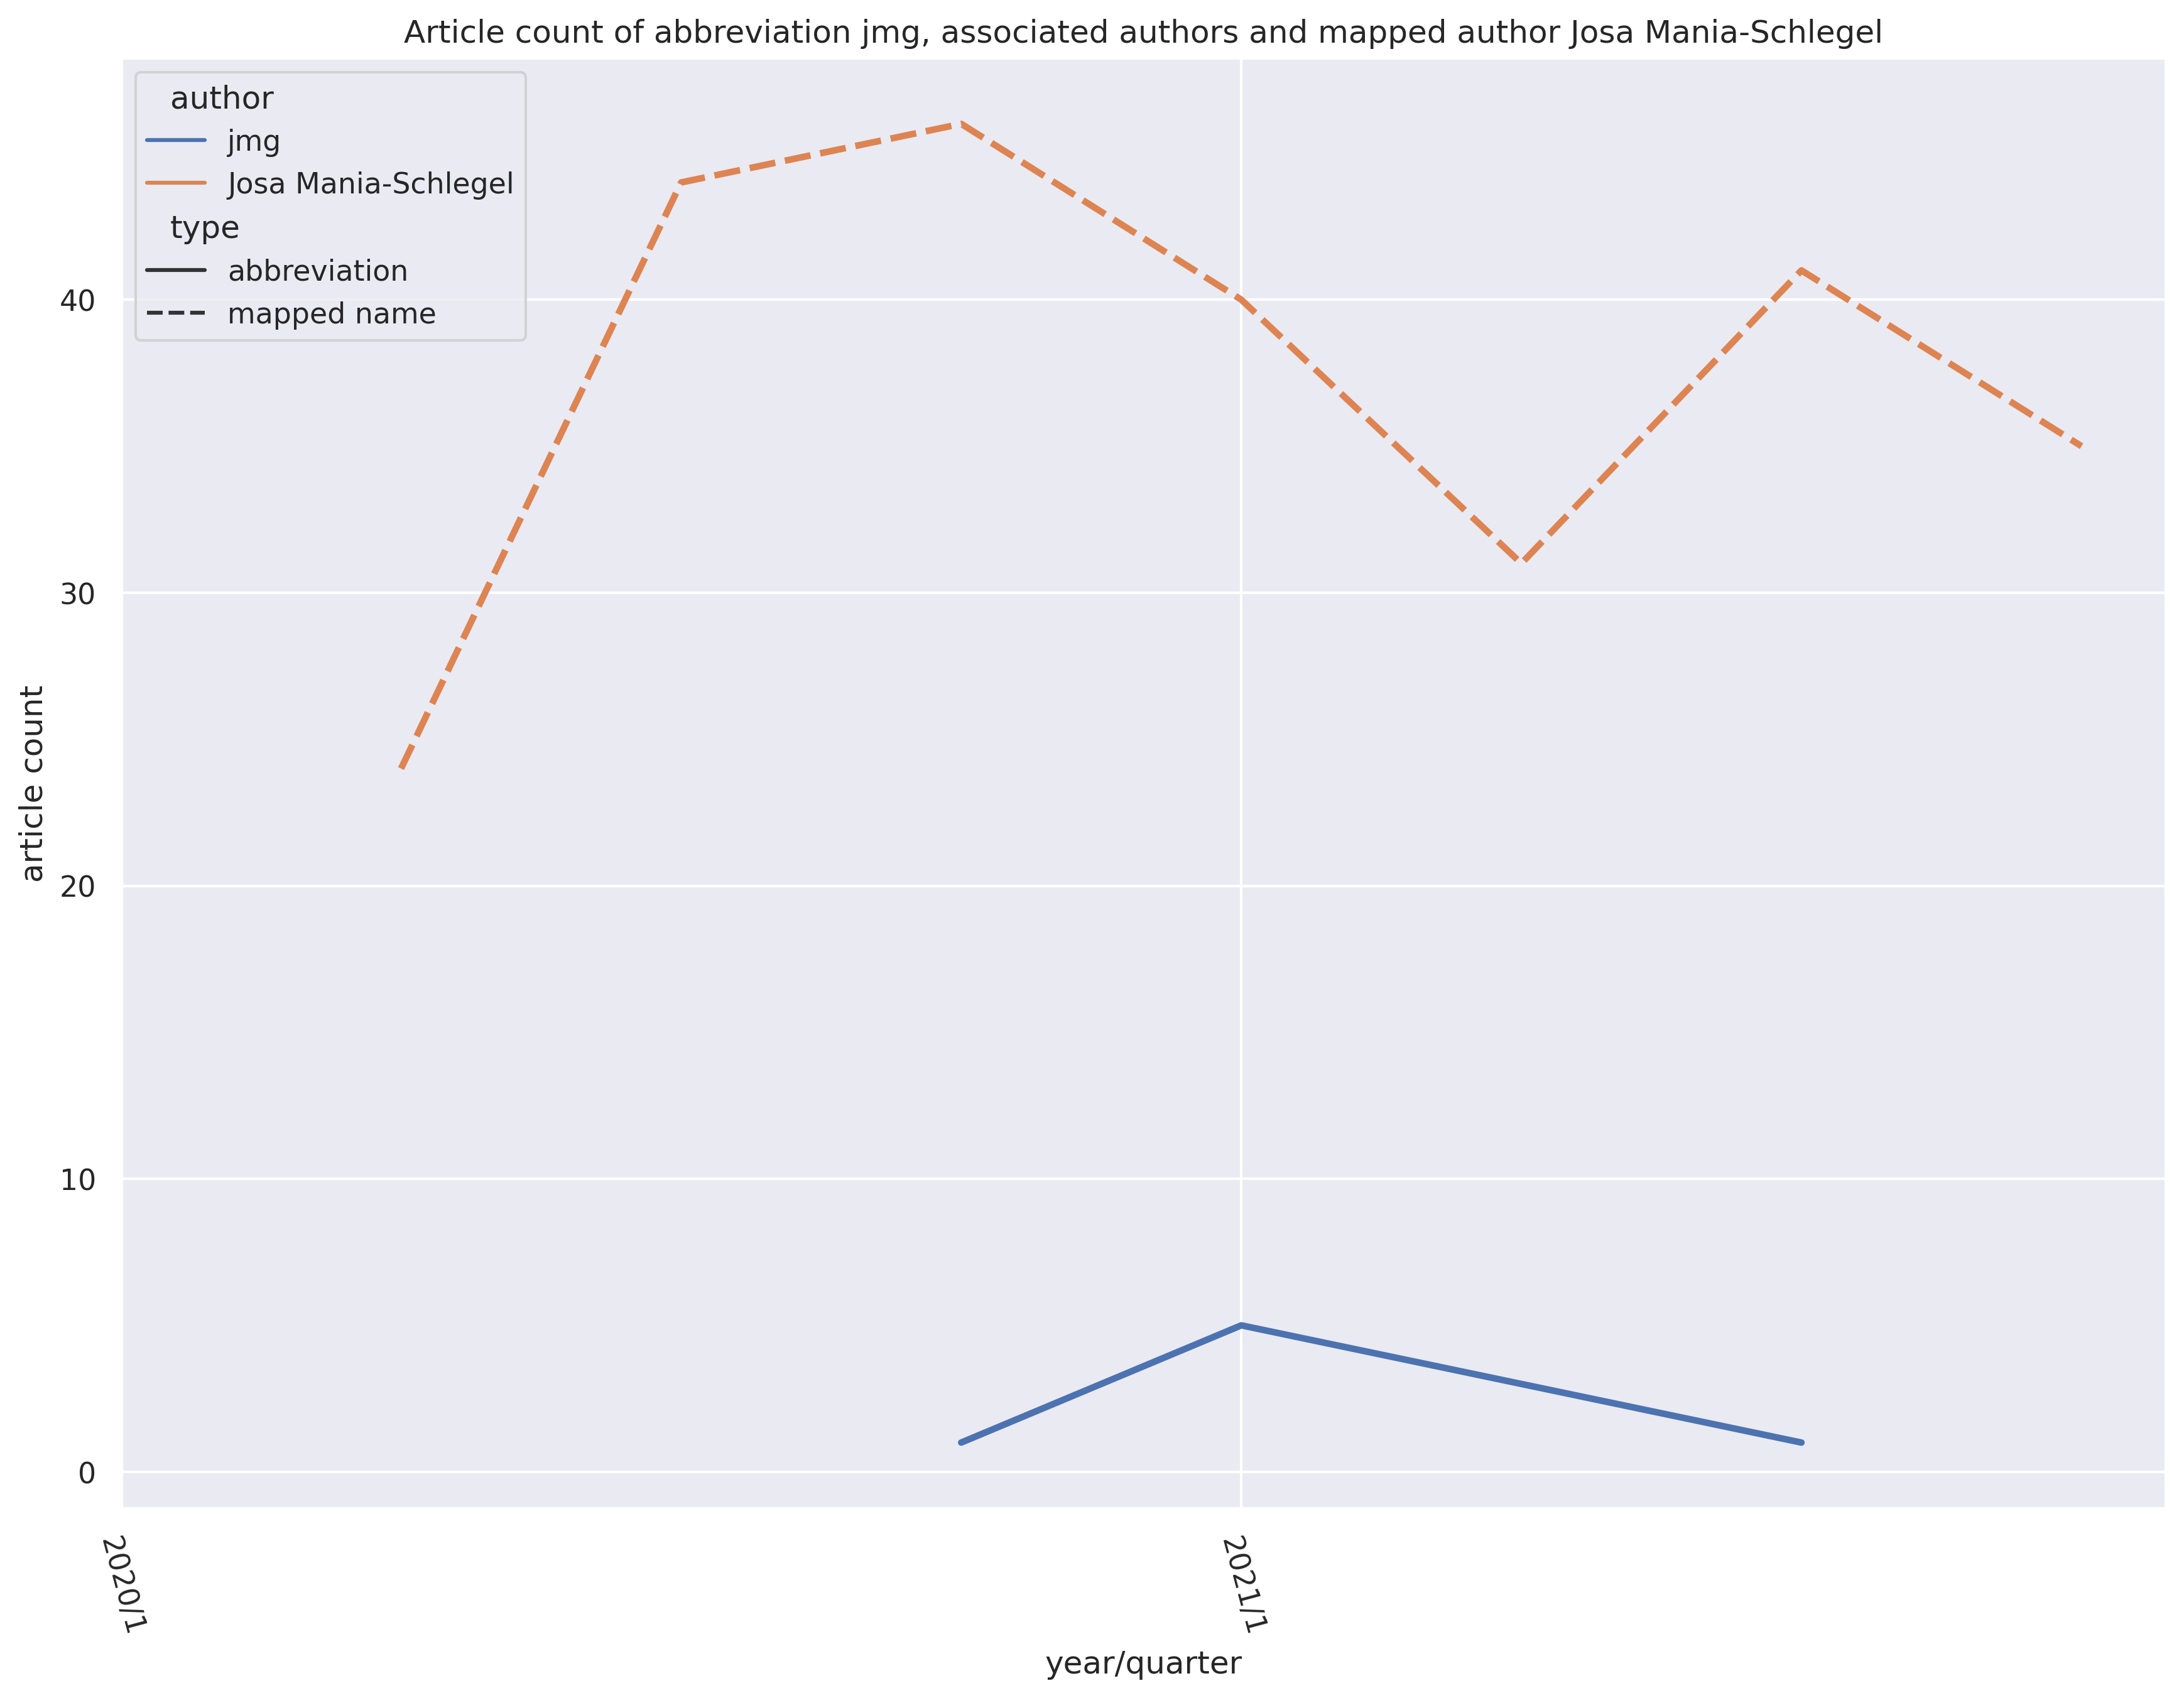 Article count of abbreviation jmg, associated authors and mapped author Josa Mania-Schlegel
author
jmg
Josa Mania-Schlegel
type
abbreviation
mapped name
40
30
20
10
0
article count
2020/1
2021/1
year/quarter